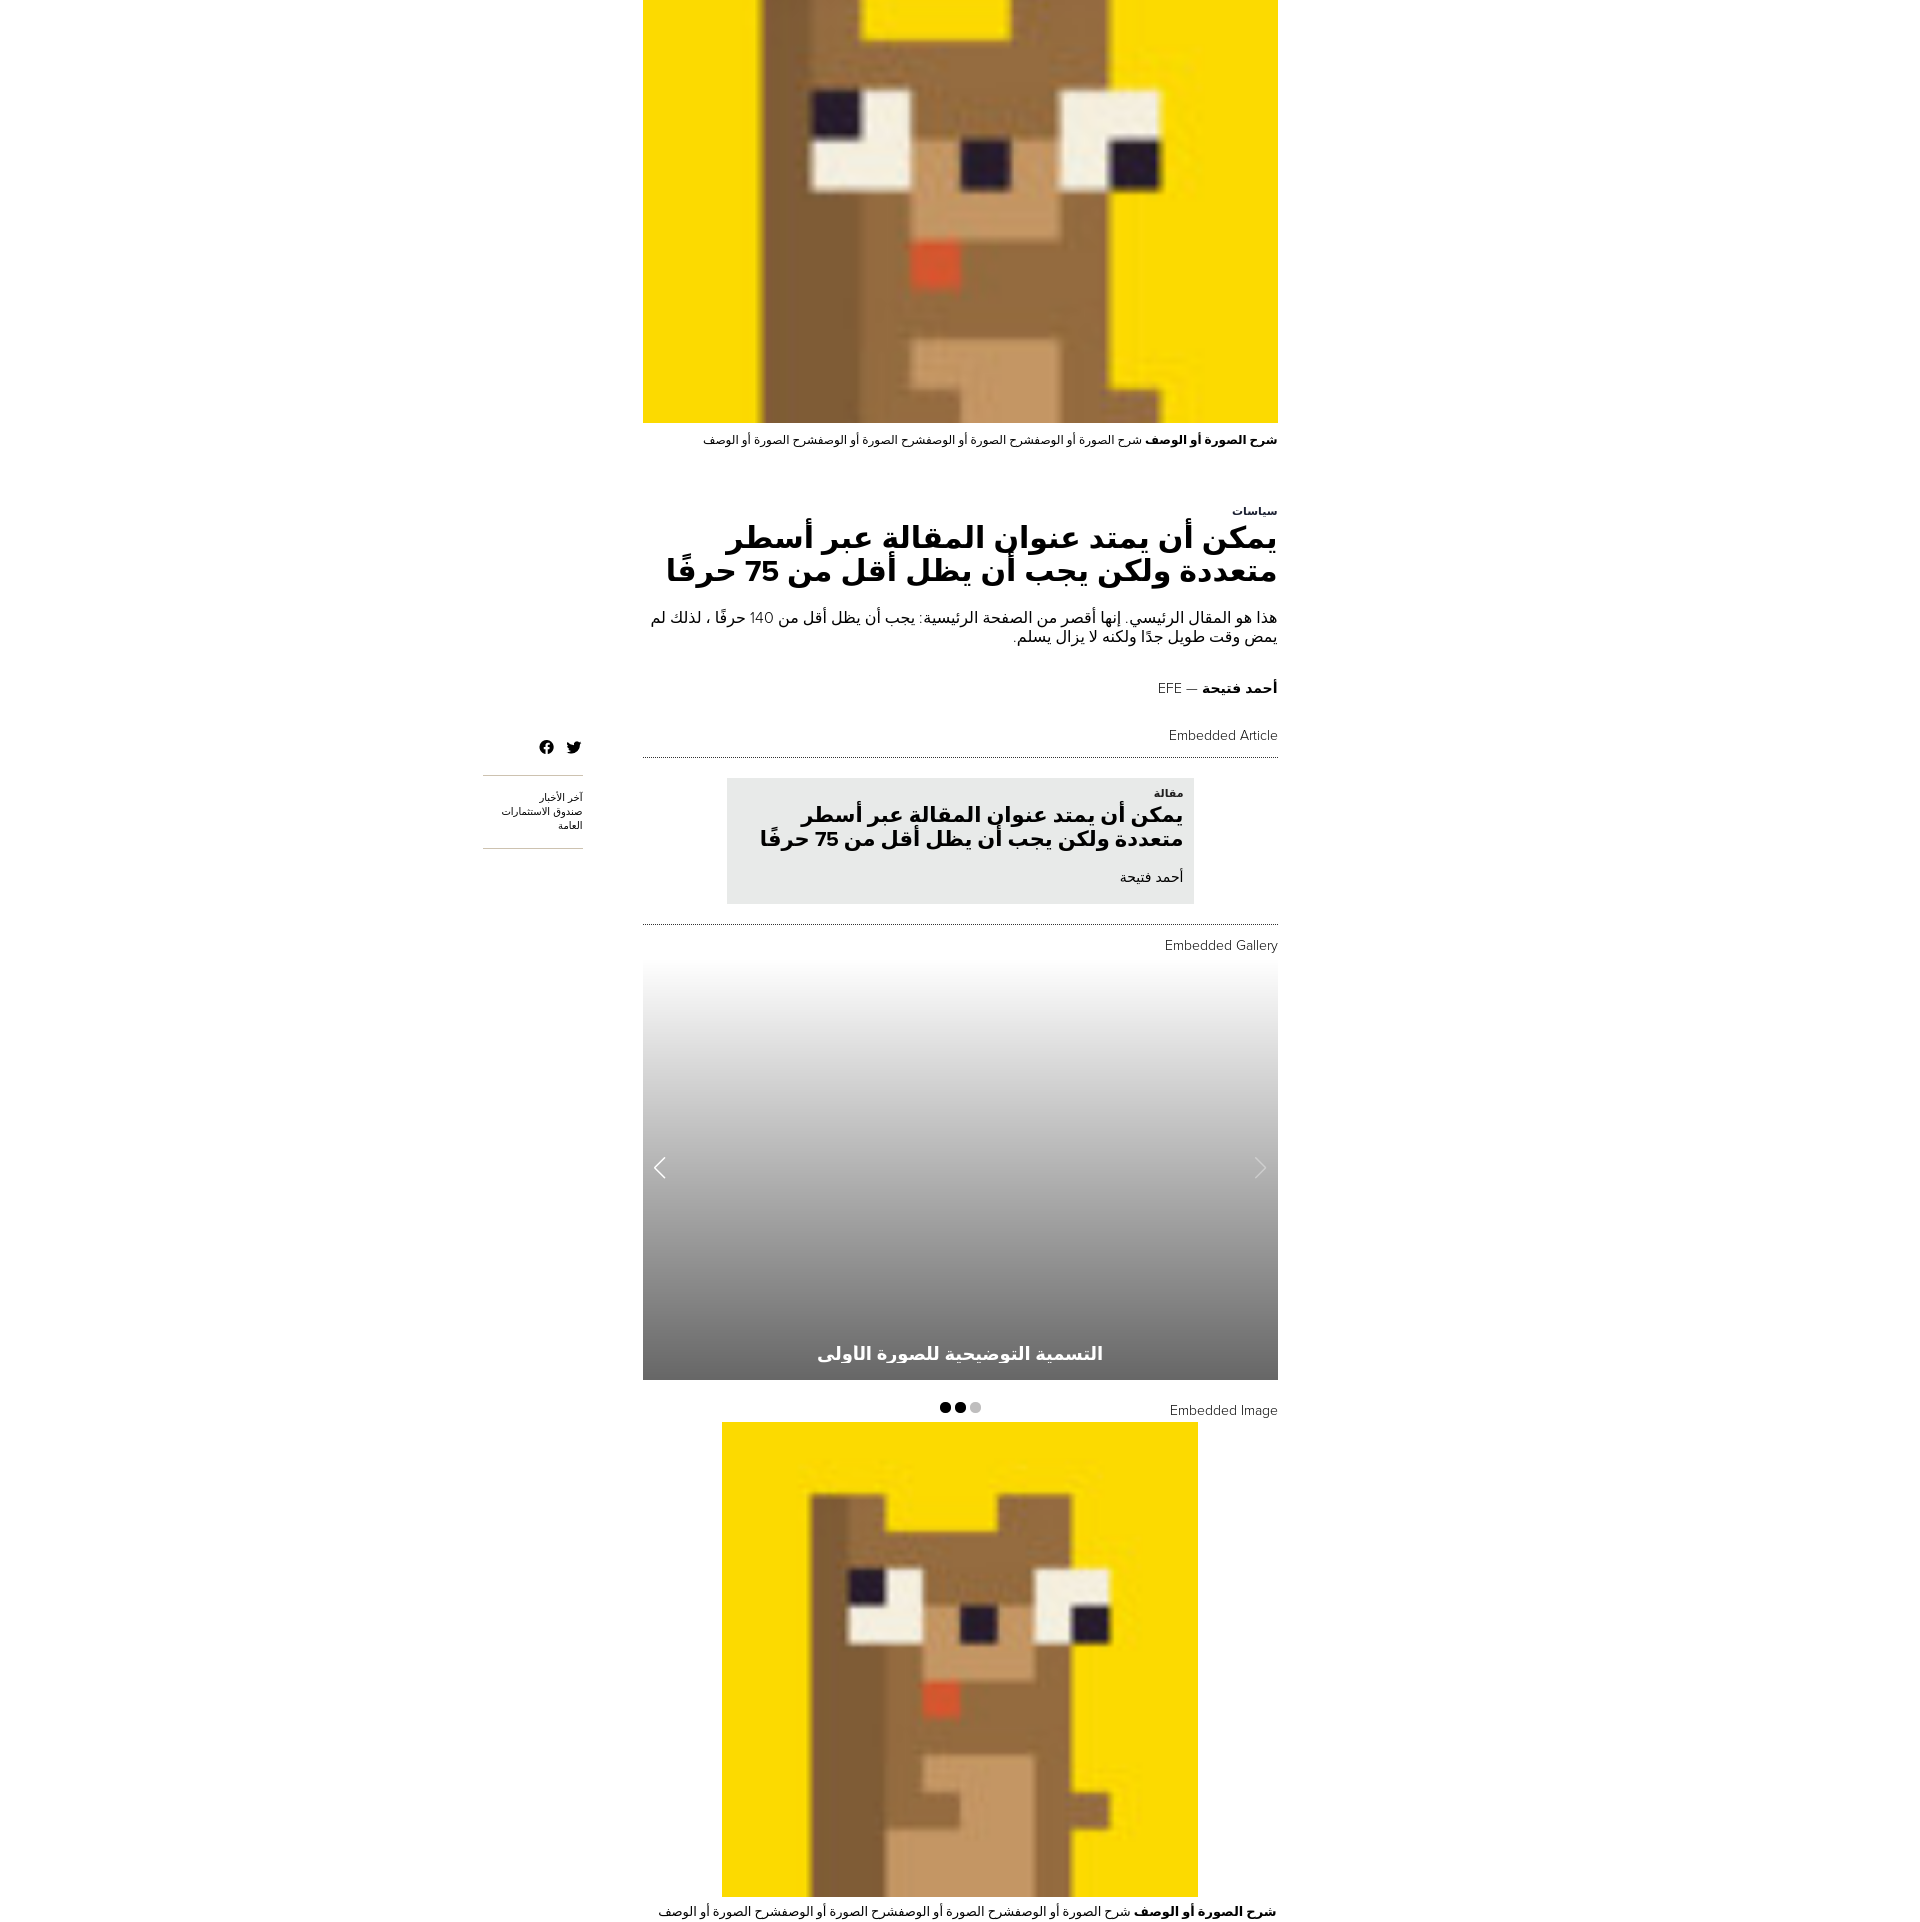 شرح الصورة أو الوصف شرح الصورة أو الوصفشرح الصورة أو الوصفشرح الصورة أو الوصفشرح الصورة أو الوصف
سياسات
يمكن أن يمتد عنوان المقالة عبر أسطر
متعددة ولكن يجب أن يظل أقل من 75 حرفًا
هذا هو المقال الرئيسي. إنها أقصر من الصفحة الرئيسية: يجب أن يظل أقل من 140 حرفًا ، لذلك لم
يمض وقت طويل جدًا ولكنه لا يزال يسلم.
أحمد فتيحة — EFE
Embedded Article
آخر الأخبار
صندوق الاستثمارات
العامة
مقالة
يمكن أن يمتد عنوان المقالة عبر أسطر
متعددة ولكن يجب أن يظل أقل من 75 حرفًا
أحمد فتيحة
Embedded Gallery
التسمية التوضيحية للصورة الأولى
Embedded Image
شرح الصورة أو الوصف شرح الصورة أو الوصفشرح الصورة أو الوصفشرح الصورة أو الوصفشرح الصورة أو الوصف